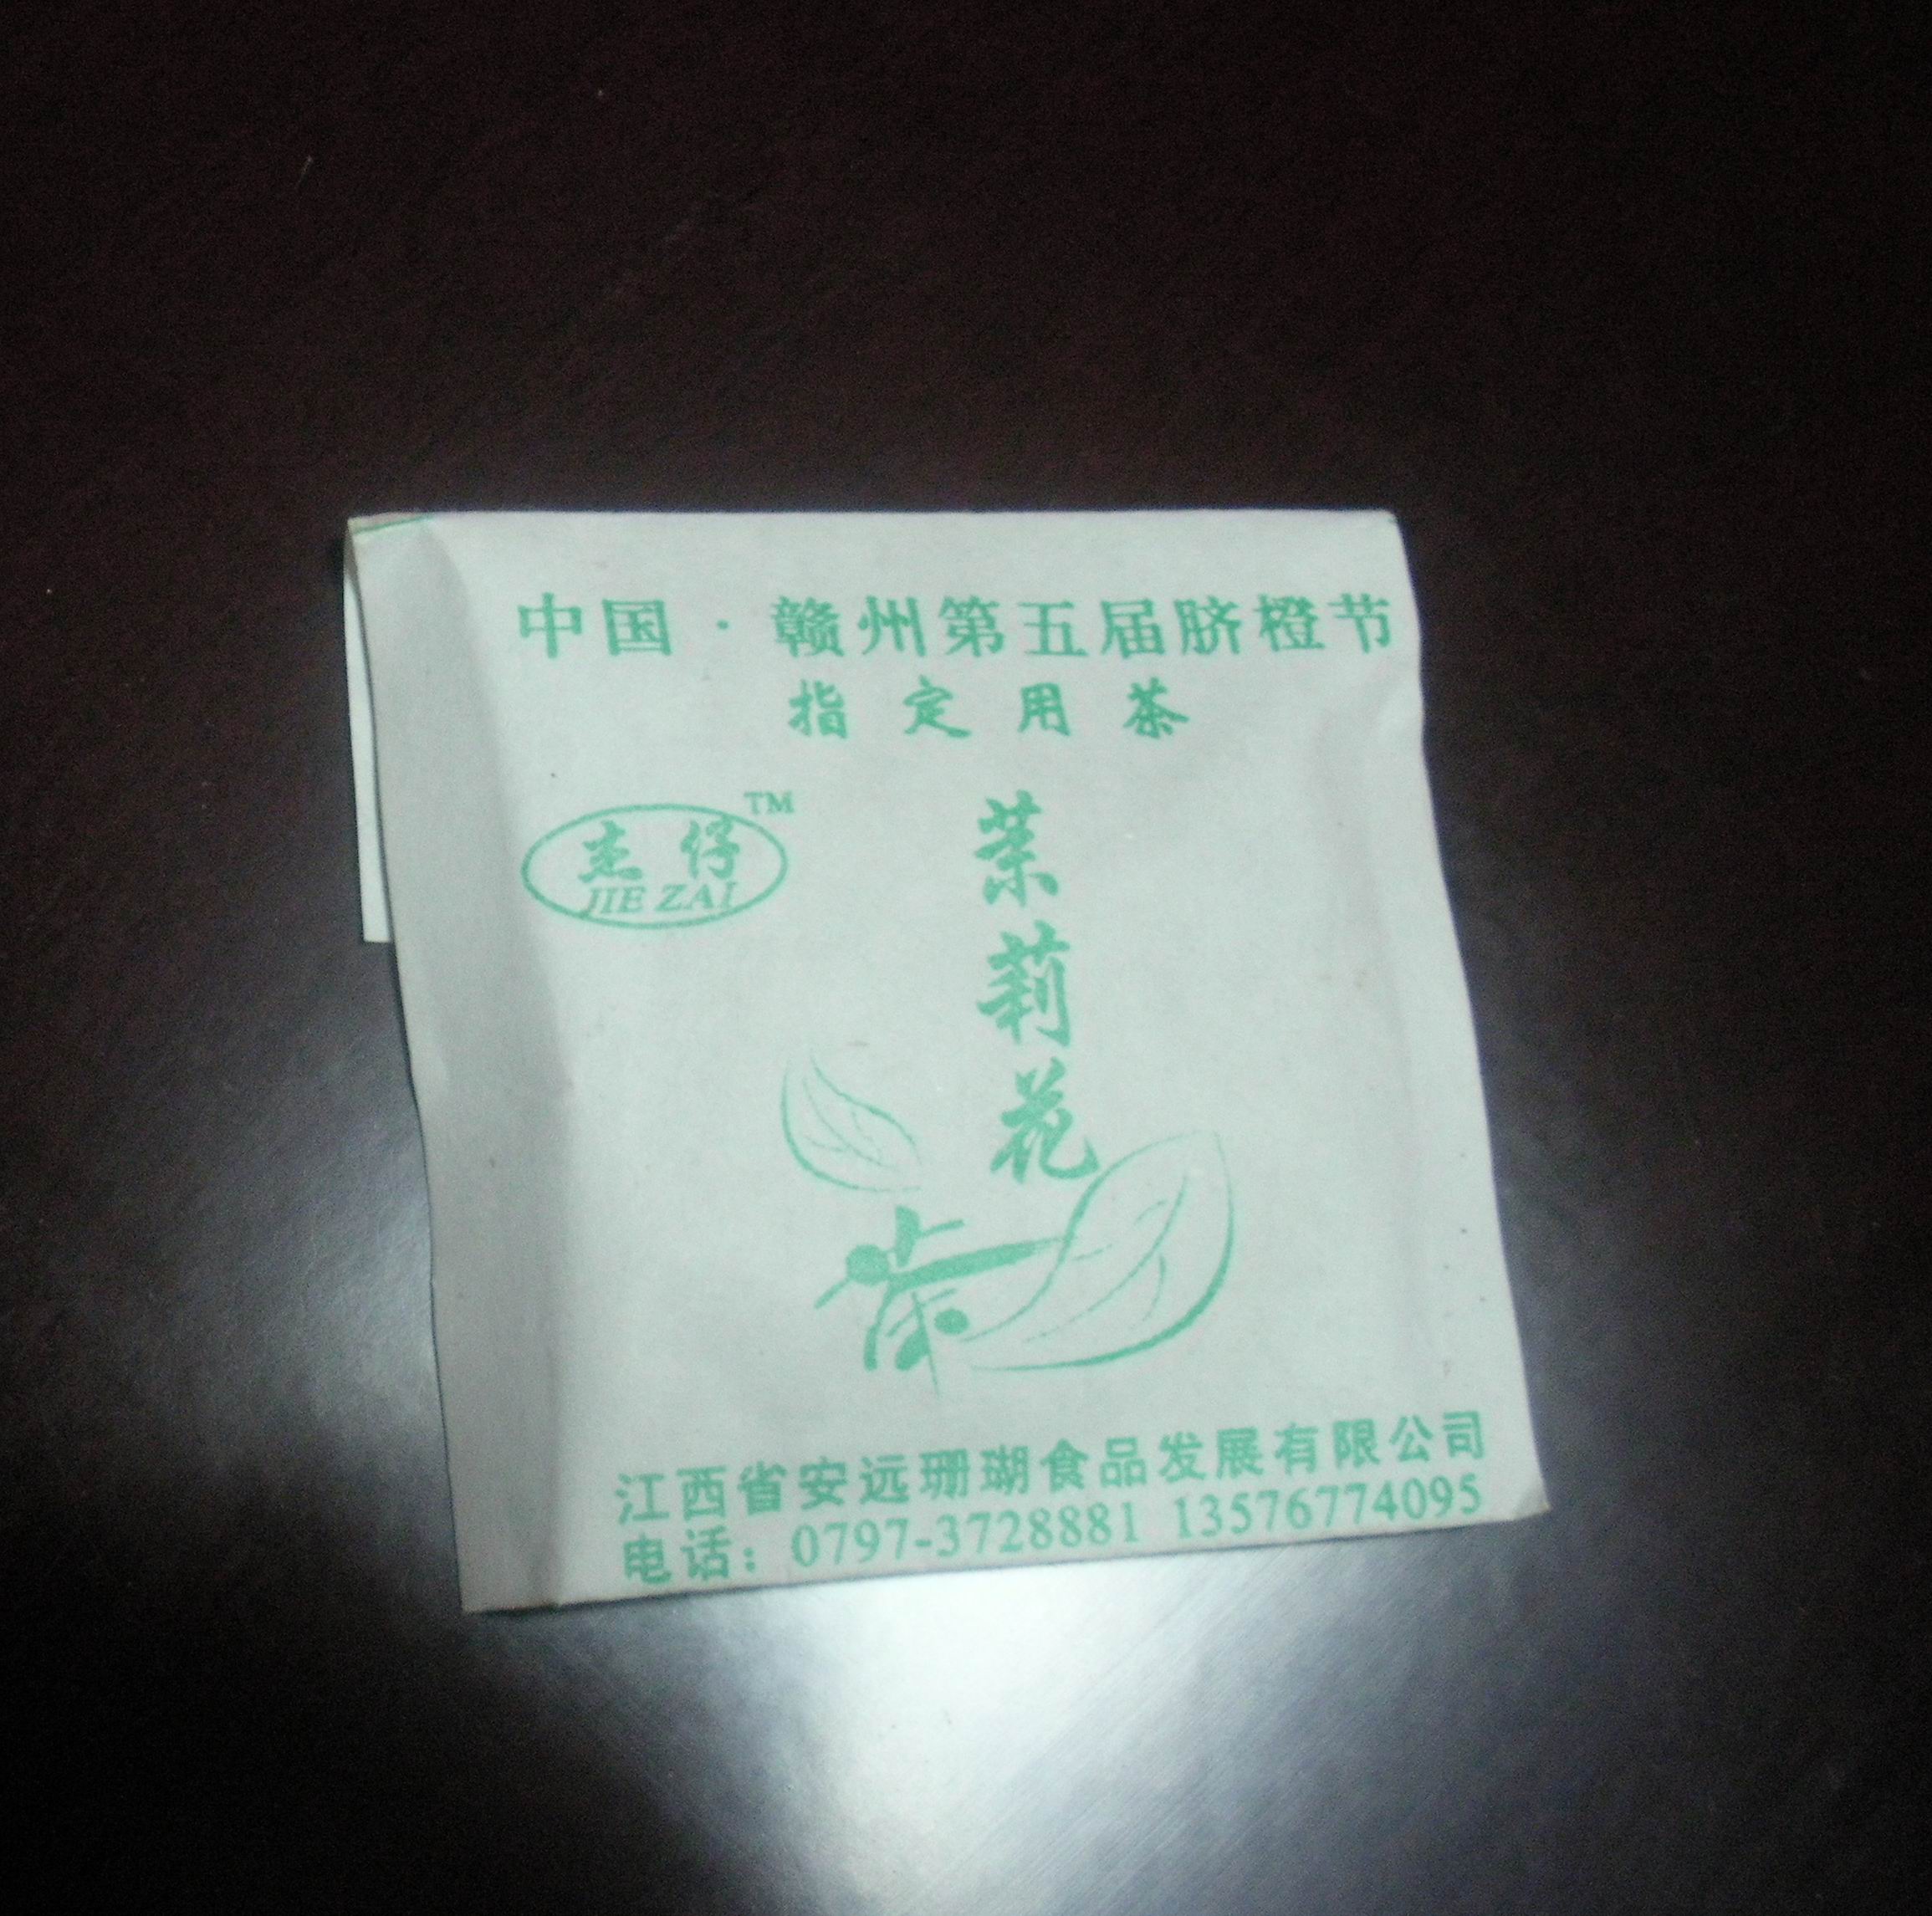 中国·赣州第五届脐橙节
指定用茶
TM
杰仔
JIE ZAI
茉莉花
茶
江西省安远珊瑚食品发展有限公司
电话：0797-3728881 13576774095